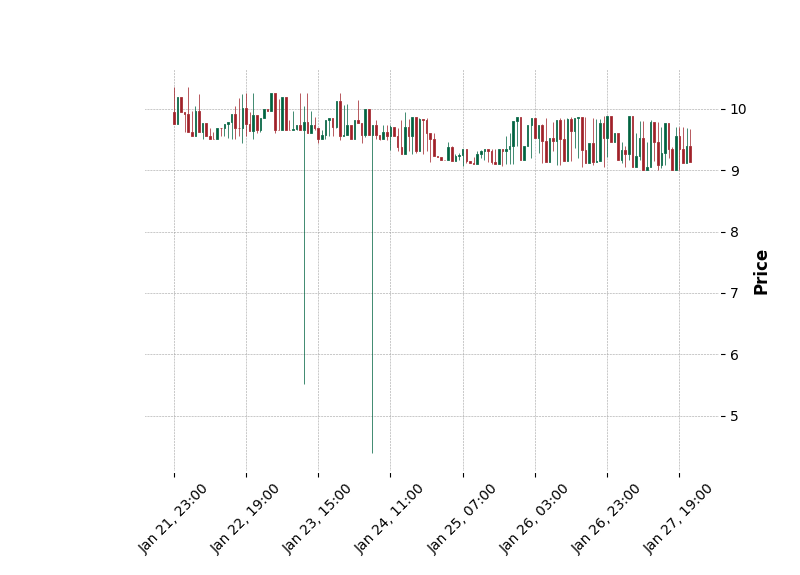 10
9
8
7
6
5
Price
Jan 21, 23:00
Jan 22, 19:00
Jan 23, 15:00
Jan 24, 11:00
Jan 25, 07:00
Jan 26, 03:00
Jan 26, 23:00
Jan 27, 19:00